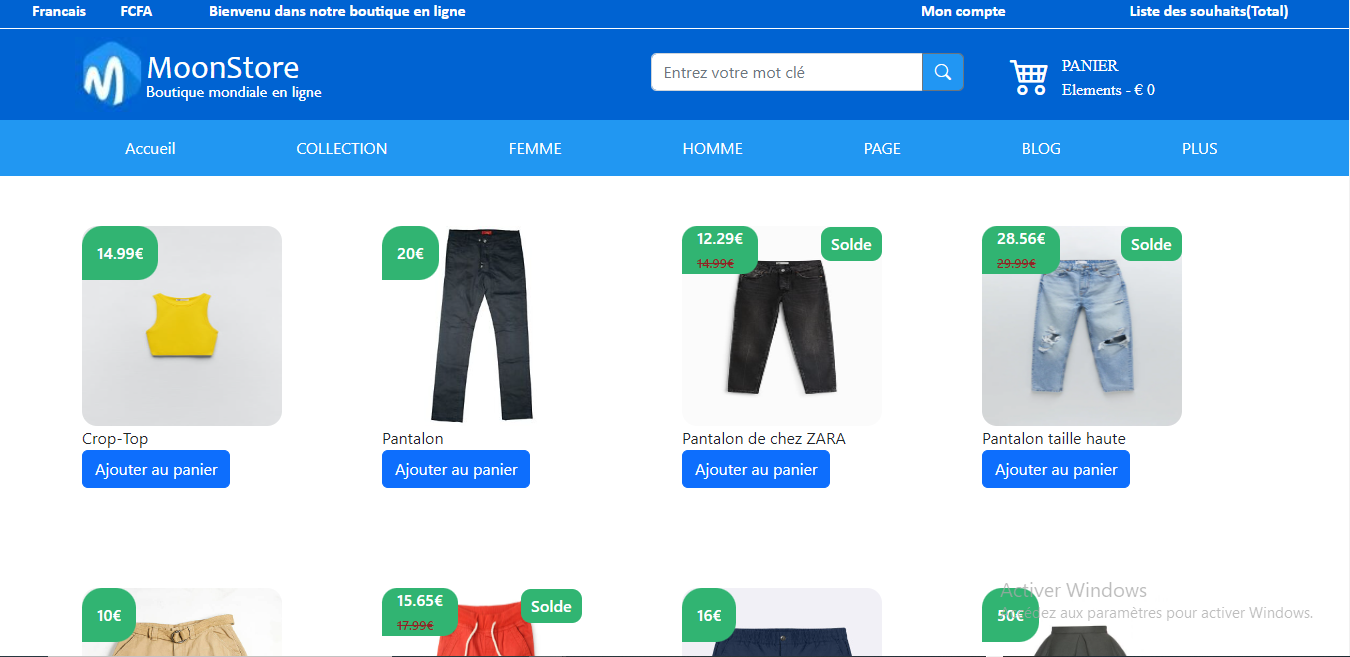 Francais FCFA Bienvenu dans notre boutique en ligne Mon compte Liste des souhaits(Total)
MoonStore
Boutique mondiale en ligne
Entrez votre mot clé
PANIER
Elements - € 0
Accueil COLLECTION FEMME HOMME PAGE BLOG PLUS
14.99€ 20€ 12.29€ Solde 28.56€ Solde
14.99€ 29.99€
Crop-Top Pantalon Pantalon de chez ZARA Pantalon taille haute
Ajouter au panier Ajouter au panier Ajouter au panier Ajouter au panier
10€ 15.65€ Solde 16€ 50€
17.99€
Activer Windows
Accédez aux paramètres pour activer Windows.